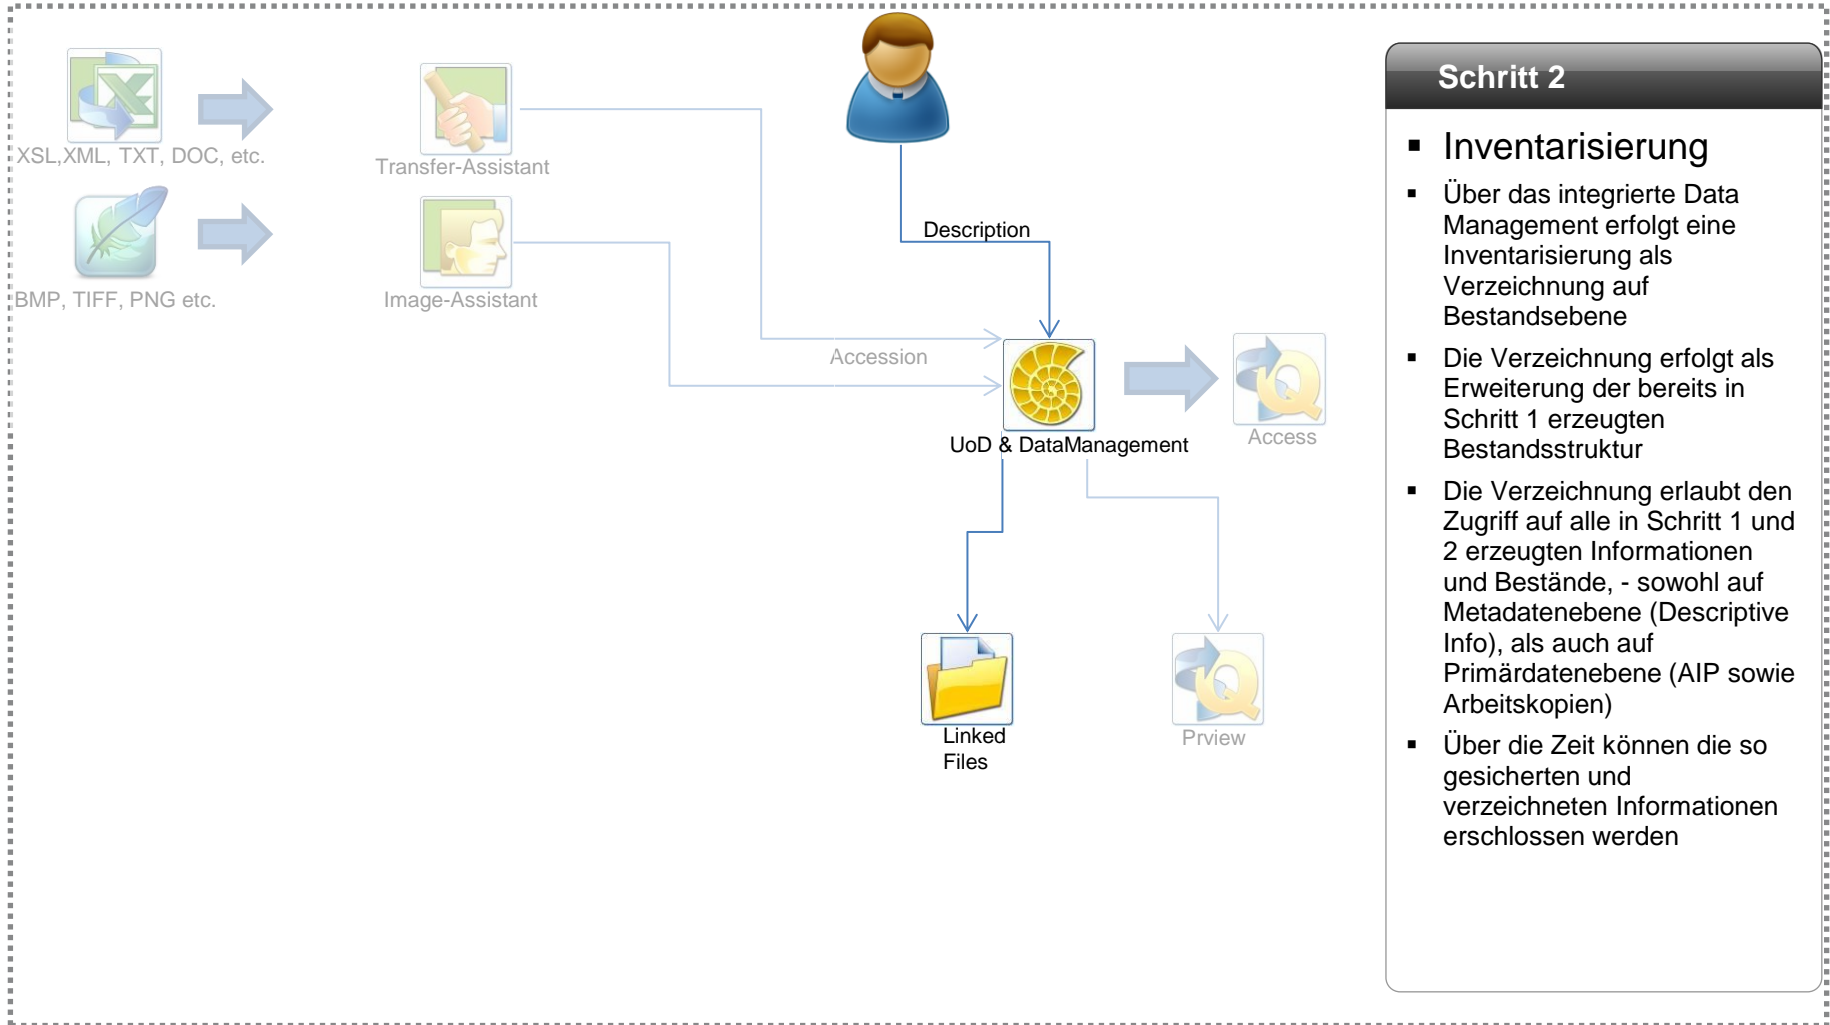 XSL,XML, TXT, DOC, etc.
Transfer-Assistant
BMP, TIFF, PNG etc.
Image-Assistant
Description
Accession
UoD & DataManagement
Access
Linked
Files
Prview
Schritt 2
▪ Inventarisierung
▪ Über das integrierte Data
Management erfolgt eine
Inventarisierung als
Verzeichnung auf
Bestandsebene
▪ Die Verzeichnung erfolgt als
Erweiterung der bereits in
Schritt 1 erzeugten
Bestandsstruktur
▪ Die Verzeichnung erlaubt den
Zugriff auf alle in Schritt 1 und
2 erzeugten Informationen
und Bestände, - sowohl auf
Metadatenebene (Descriptive
Info), als auch auf
Primärdatenebene (AIP sowie
Arbeitskopien)
▪ Über die Zeit können die so
gesicherten und
verzeichneten Informationen
erschlossen werden